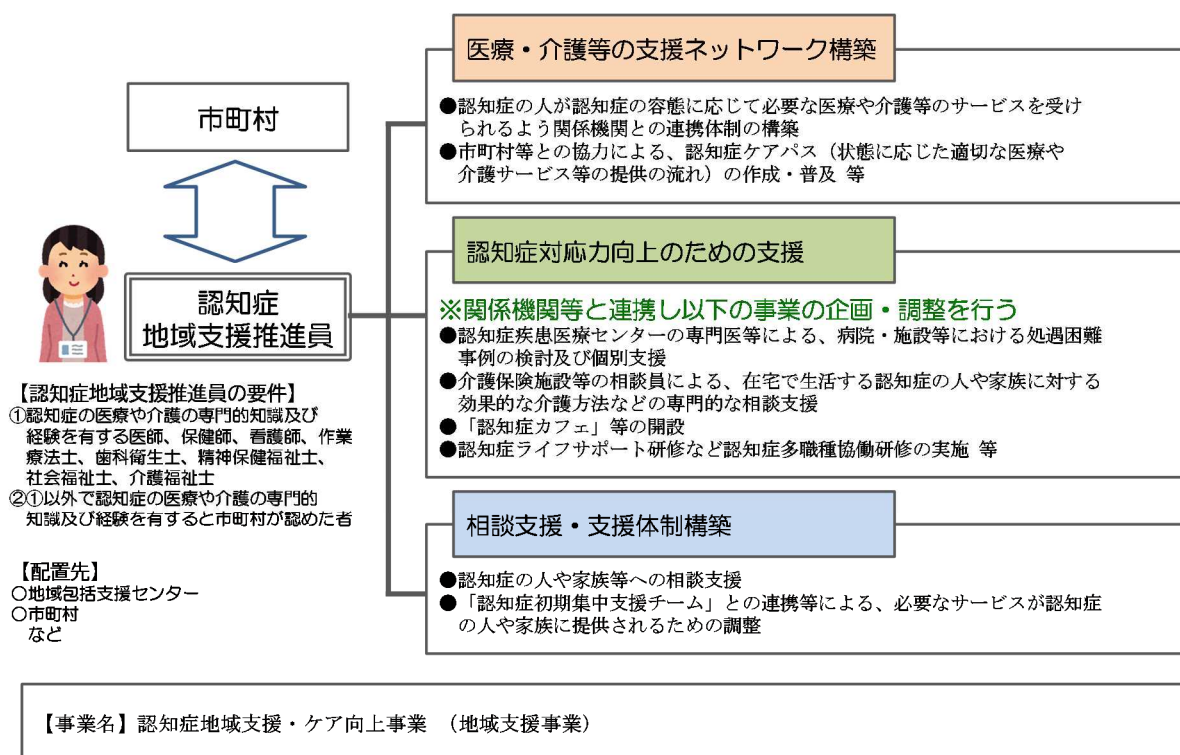 市町村
認知症
地域支援推進員
【認知症地域支援推進員の要件】
①認知症の医療や介護の専門的知識及び
経験を有する医師、保健師、看護師、作業
療法士、歯科衛生士、精神保健福祉士、
社会福祉士、介護福祉士
②①以外で認知症の医療や介護の専門的
知識及び経験を有すると市町村が認めた者
【配置先】
○地域包括支援センター
○市町村
など
医療・介護等の支援ネットワーク構築
●認知症の人が認知症の容態に応じて必要な医療や介護等のサービスを受け
られるよう関係機関との連携体制の構築
●市町村等との協力による、認知症ケアパス（状態に応じた適切な医療や
介護サービス等の提供の流れ）の作成・普及 等
認知症対応力向上のための支援
※関係機関等と連携し以下の事業の企画・調整を行う
●認知症疾患医療センターの専門医等による、病院・施設等における処遇困難
事例の検討及び個別支援
●介護保険施設等の相談員による、在宅で生活する認知症の人や家族に対する
効果的な介護方法などの専門的な相談支援
●「認知症カフェ」等の開設
●認知症ライフサポート研修など認知症多職種協働研修の実施 等
相談支援・支援体制構築
●認知症の人や家族等への相談支援
●「認知症初期集中支援チーム」との連携等による、必要なサービスが認知症
の人や家族に提供されるための調整
【事業名】認知症地域支援・ケア向上事業 （地域支援事業）